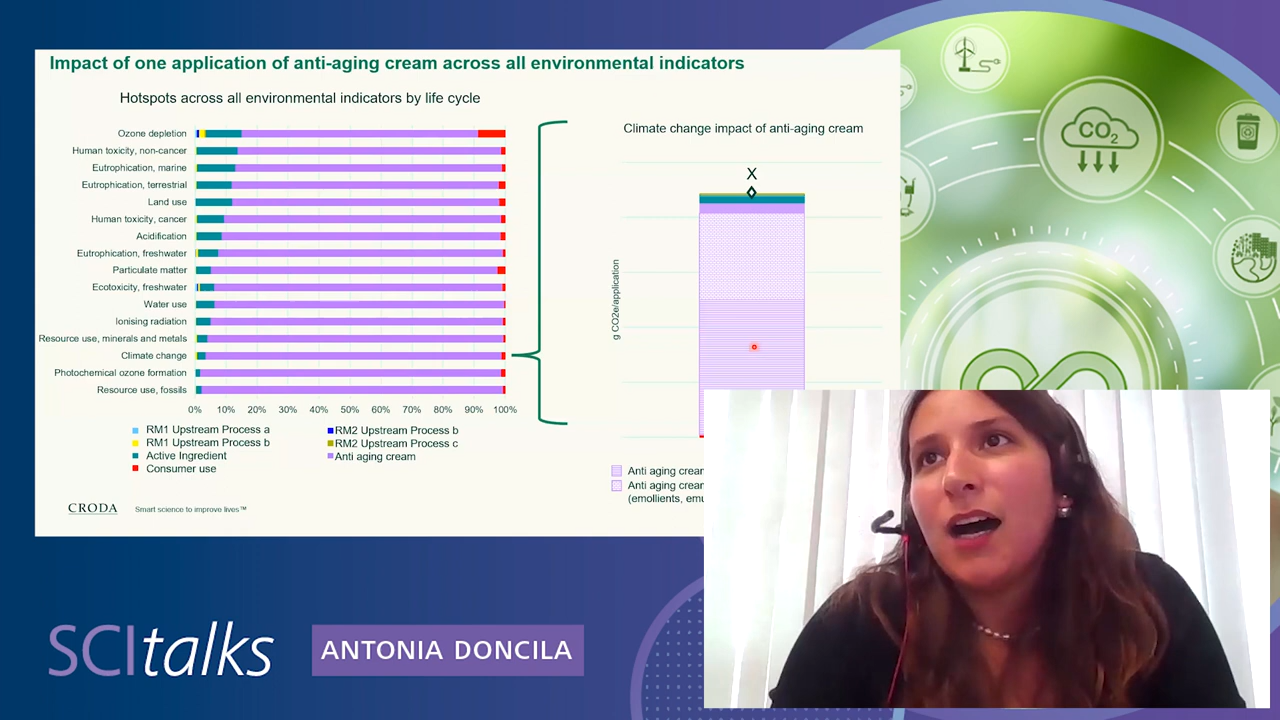 Impact of one application of anti-aging cream across all environmental indicators
Hotspots across all environmental indicators by life cycle
Ozone depletion
Human toxicity, non-cancer
Eutrophication, marine
Eutrophication, terrestrial
Land use
Human toxicity, cancer
Acidification
Eutrophication, freshwater
Particulate matter
Ecotoxicity, freshwater
Water use
Ionising radiation
Resource use, minerals and metals
Climate change
Photochemical ozone formation
Resource use, fossils
0% 10% 20% 30% 40% 50% 60% 70% 80% 90% 100%
RM1 Upstream Process a
RM2 Upstream Process b
RM1 Upstream Process b
RM2 Upstream Process c
Active Ingredient
Anti aging cream
Consumer use
CRODA
Smart science to improve lives™
Climate change impact of anti-aging cream
X
g CO2e/application
Anti aging
Anti aging
(emollients,
CO2
SCItalks
ANTONIA DONCILA